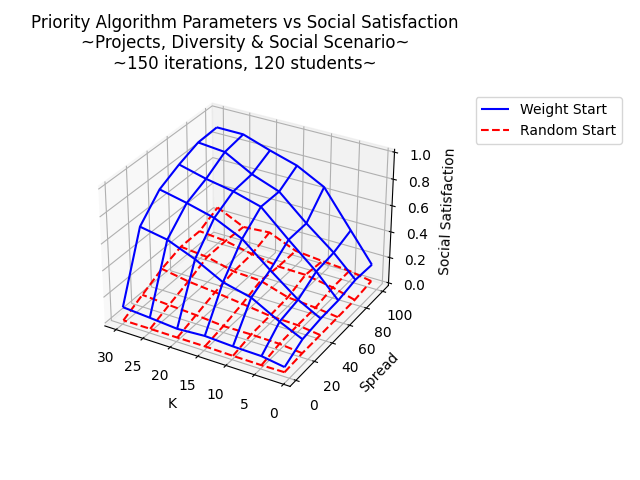 Priority Algorithm Parameters vs Social Satisfaction
~Projects, Diversity & Social Scenario~
~150 iterations, 120 students~
Weight Start
Random Start
1.0
0.8
0.6
0.4
0.2
0.0
Social Satisfaction
100
80
60
40
20
0
Spread
30
25
20
15
10
5
0
K